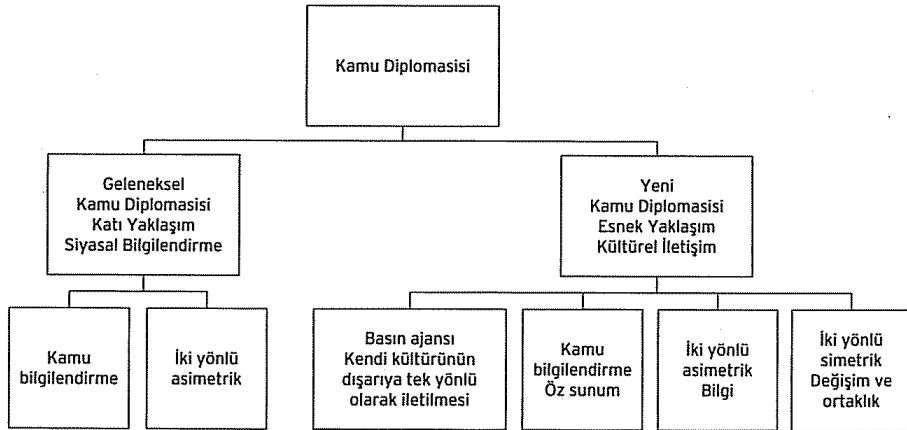 Kamu Diplomasisi
Geleneksel
Kamu Diplomasisi
Katı Yaklaşım
Siyasal Bilgilendirme
Yeni
Kamu Diplomasisi
Esnek Yaklaşım
Kültürel İletişim
Kamu
bilgilendirme
İki yönlü
asimetrik
Basın ajansı
Kendi kültürünün
dışarıya tek yönlü
olarak iletilmesi
Kamu
bilgilendirme
Öz sunum
İki yönlü
asimetrik
Bilgi
İki yönlü
simetrik
Değişim ve
ortaklık